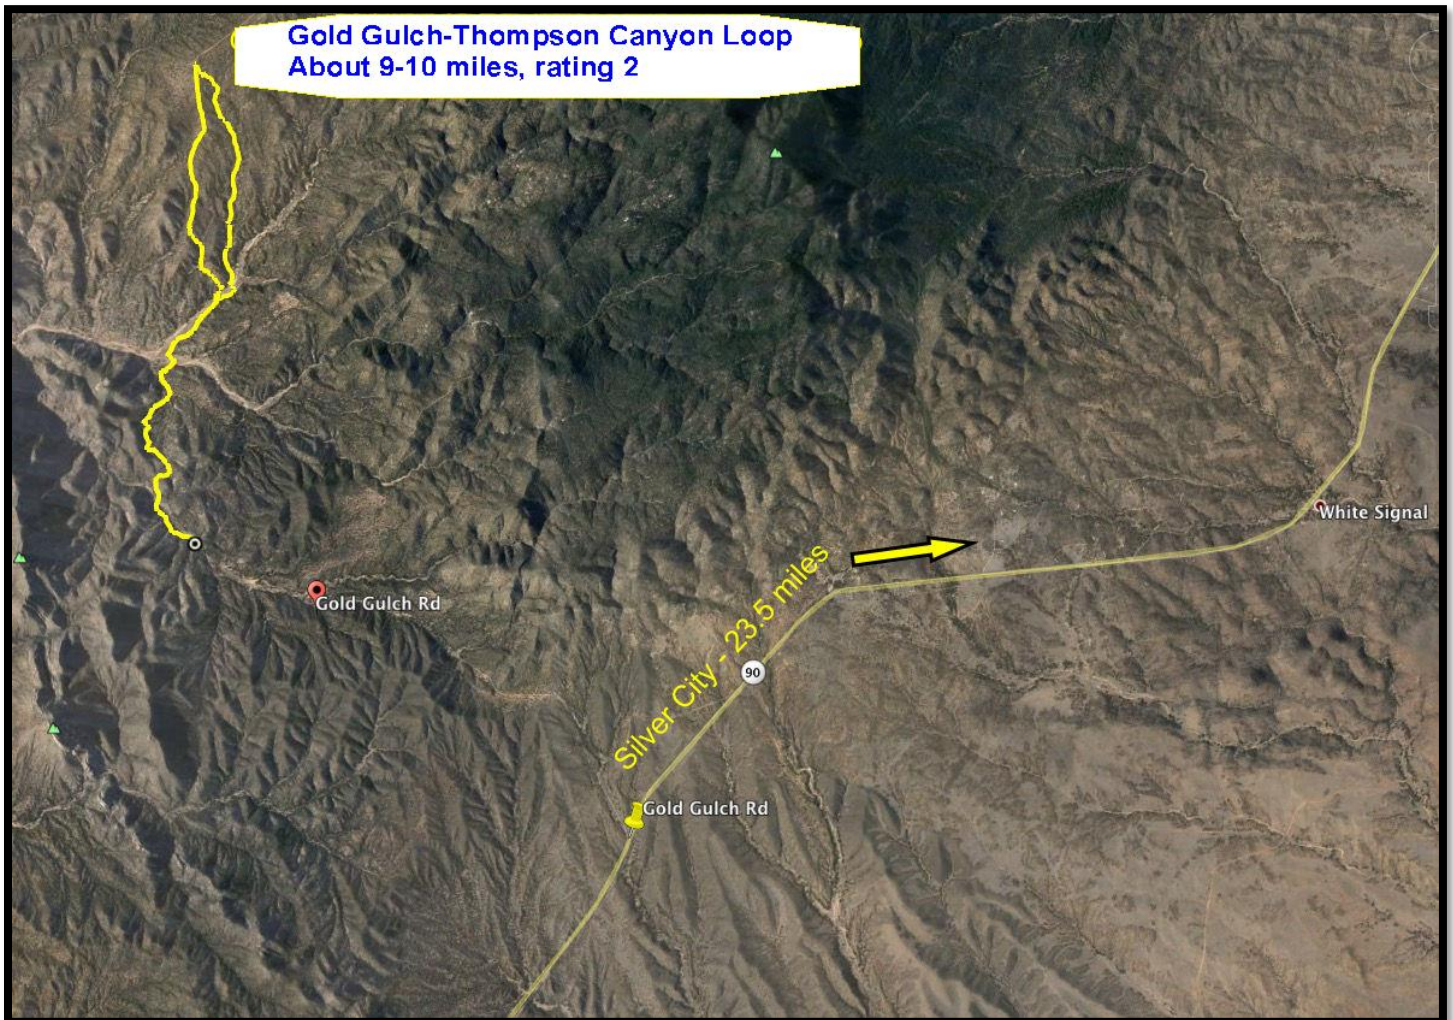 Gold Gulch-Thompson Canyon Loop
About 9-10 miles, rating 2
White Signal
Gold Gulch Rd
Silver City - 23.5 miles
90
Gold Gulch Rd